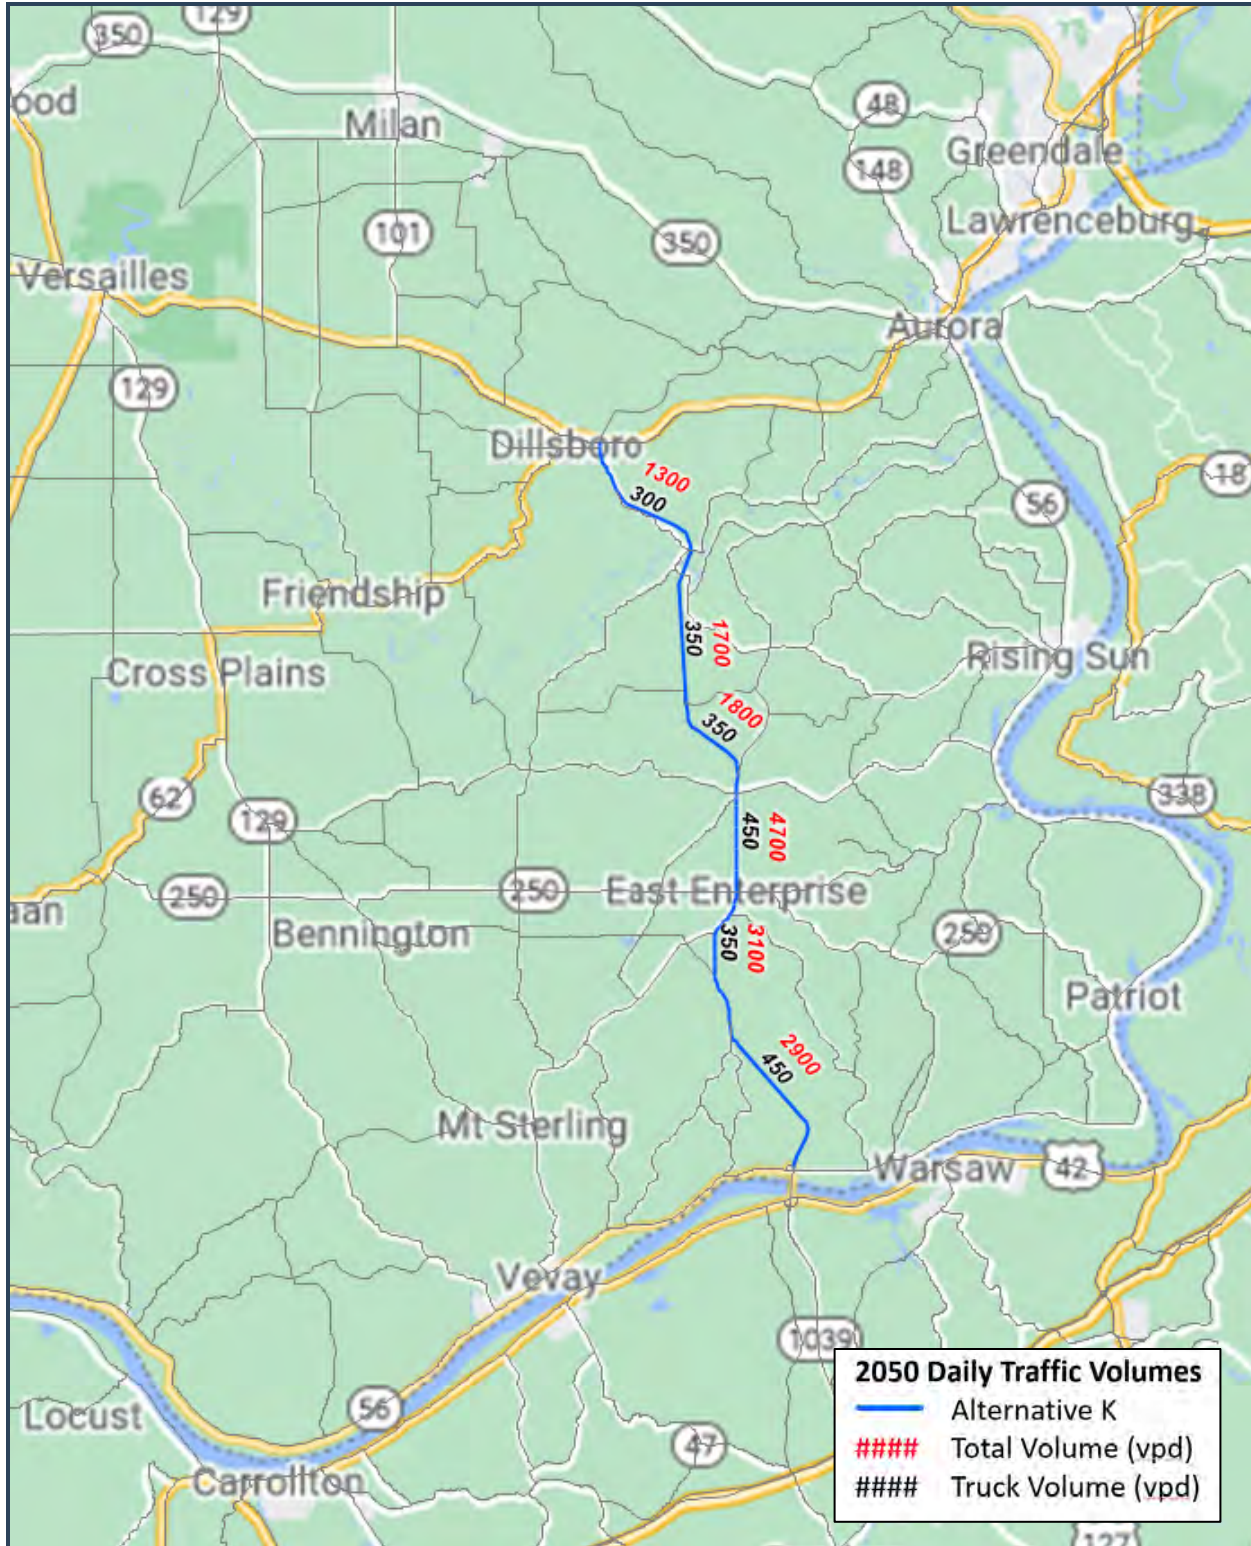 129
350
ood
Milan
48
Greendale
148
Lawrenceburg
101
350
Versailles
Aurora
129
Dillsboro
1300
300
18
56
Friendship
1700
350
Rising Sun
Cross Plains
1800
350
62
338
129
4700
450
250
250
East Enterprise
aan
Bennington
3100
350
250
Patriot
2900
450
Mt Sterling
Warsaw
42
Vevay
1039
2050 Daily Traffic Volumes
Alternative K
#### Total Volume (vpd)
#### Truck Volume (vpd)
56
Locust
47
Carrollton
127